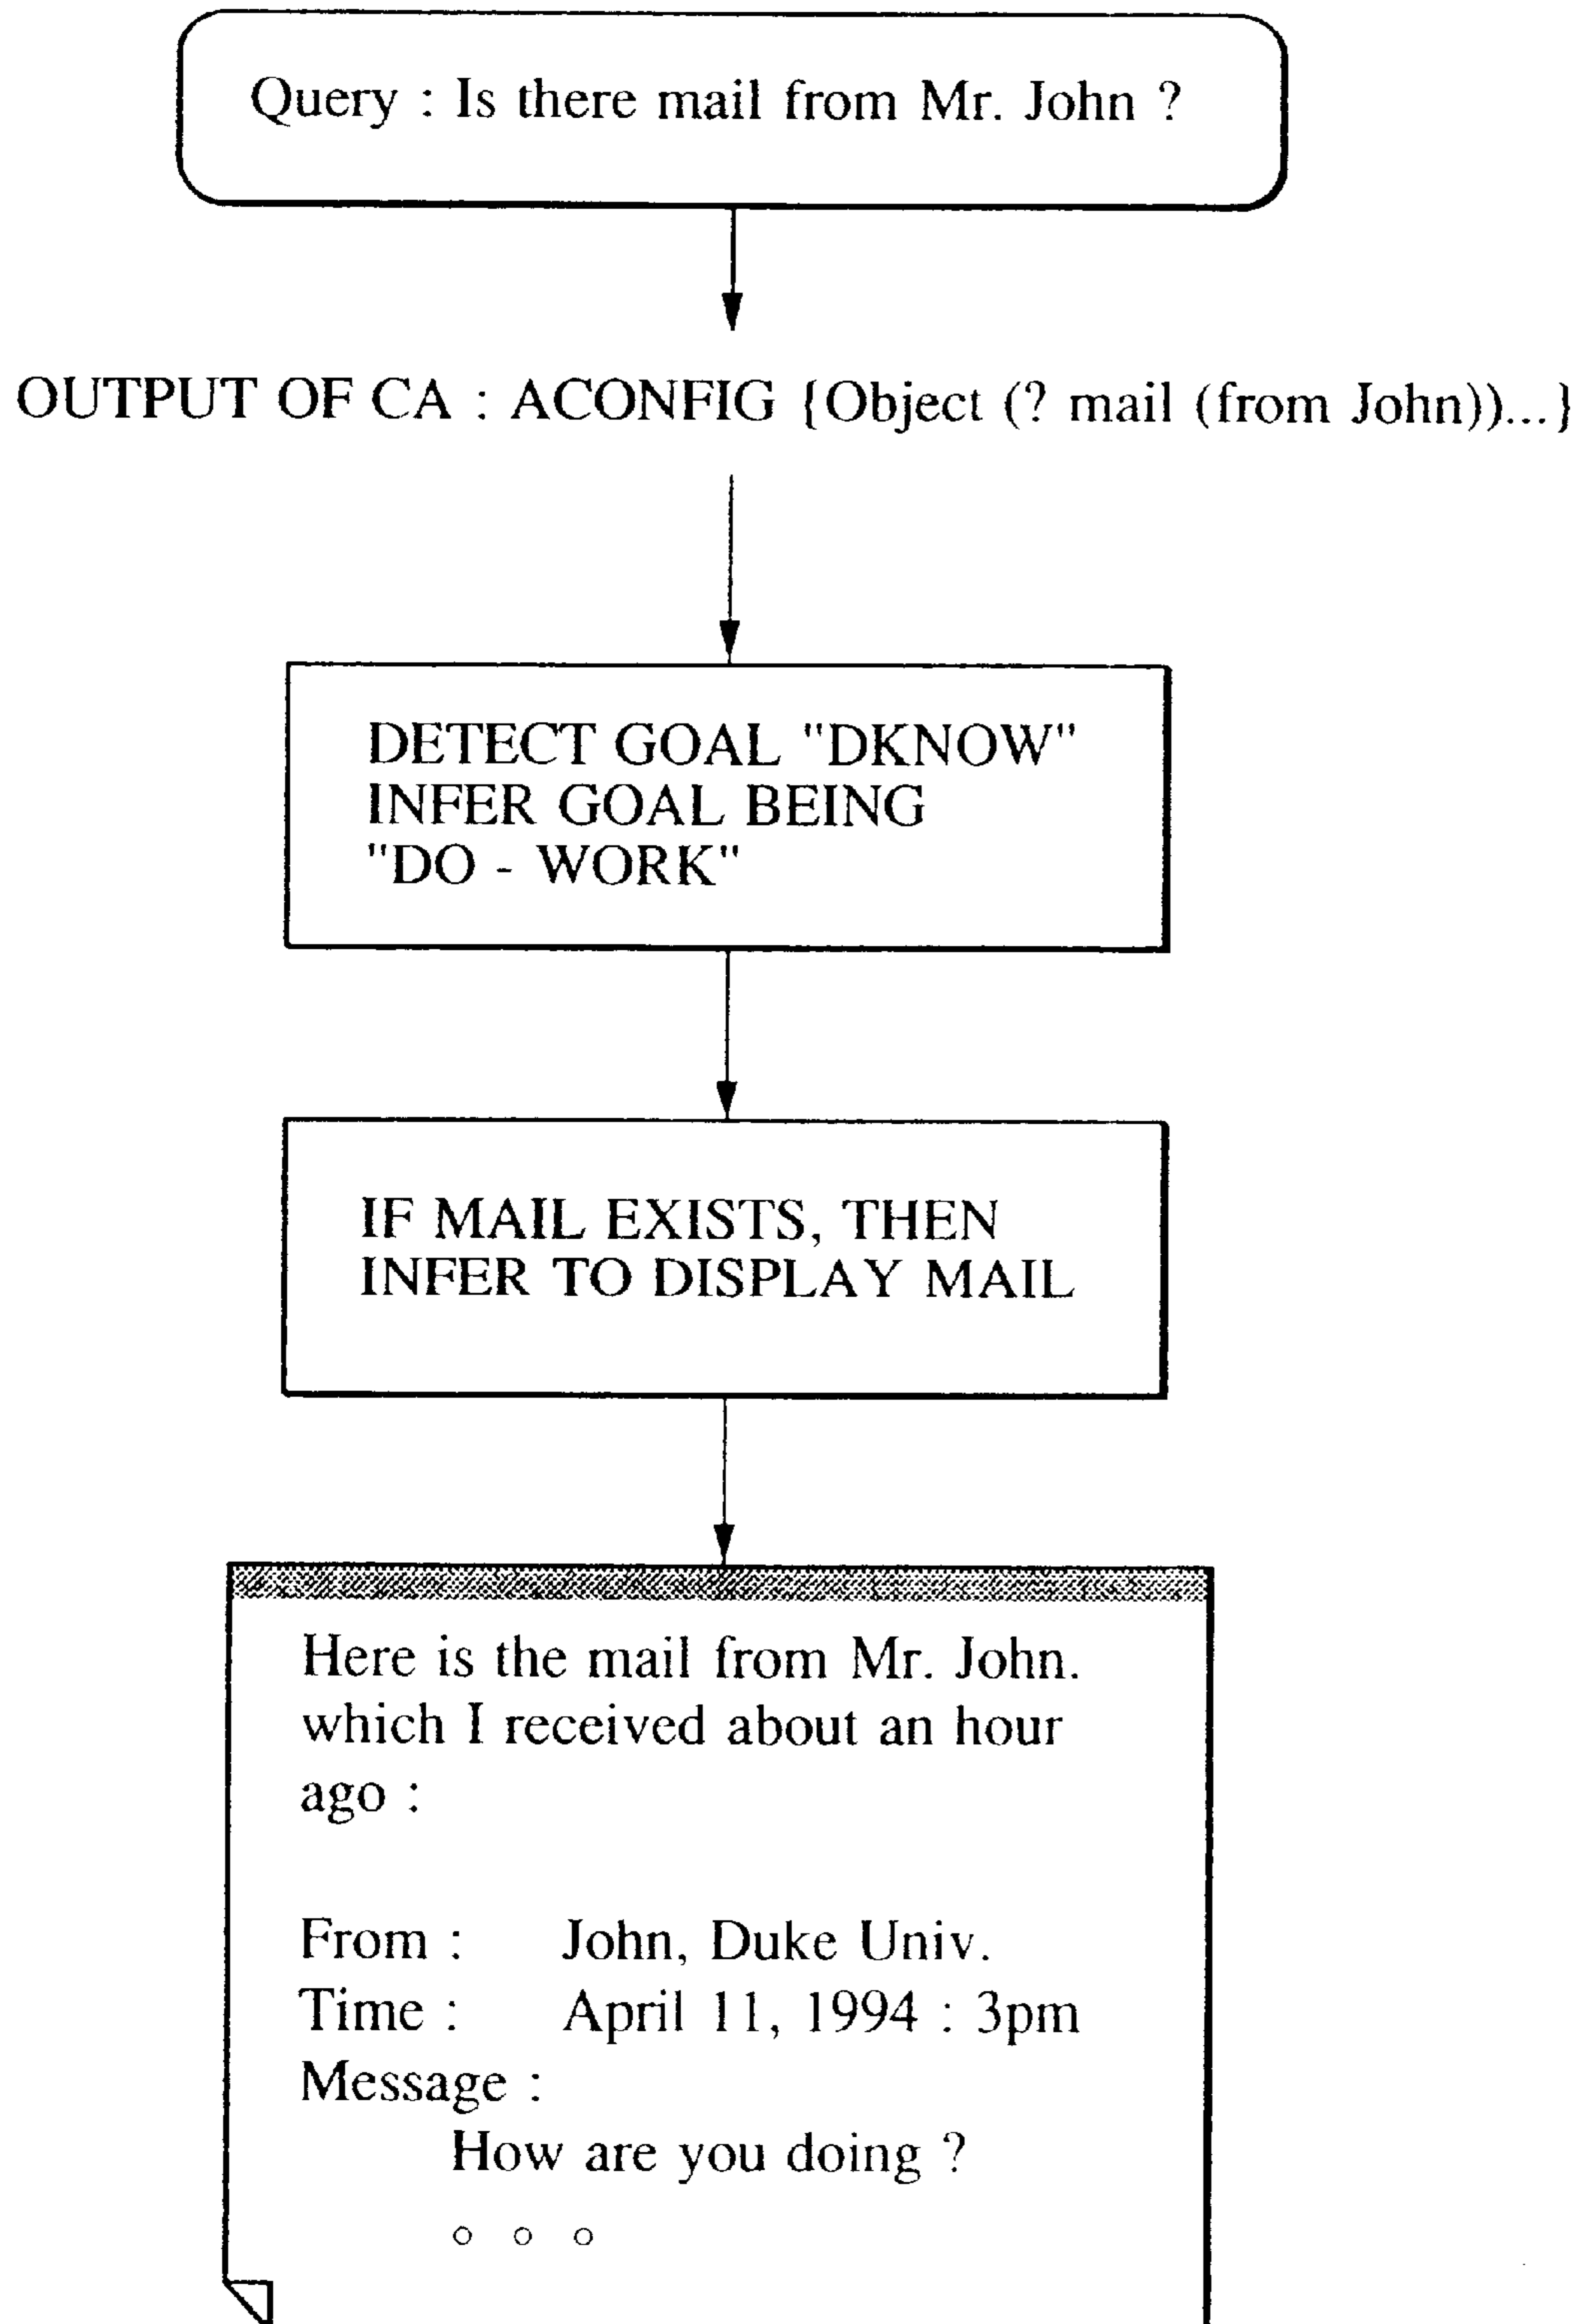 Query : Is there mail from Mr. John ?
OUTPUT OF CA : ACONFIG {Object (? mail (from John))...}
DETECT GOAL "DKNOW"
INFER GOAL BEING
"DO - WORK"
IF MAIL EXISTS, THEN
INFER TO DISPLAY MAIL
Here is the mail from Mr. John.
which I received about an hour
ago :
From : John, Duke Univ.
Time : April 11, 1994 : 3pm
Message :
How are you doing ?